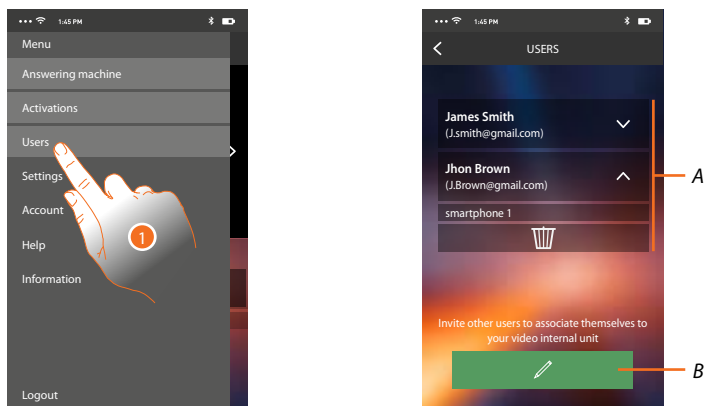 1:45 PM
Menu
Answering machine
Activations
Users
Settings
Account
Help
Information
Logout
1
1:45 PM
USERS
James Smith
(J.smith@gmail.com)
Jhon Brown
(J.Brown@gmail.com)
smartphone 1
Invite other users to associate themselves to
your video internal unit
A
B